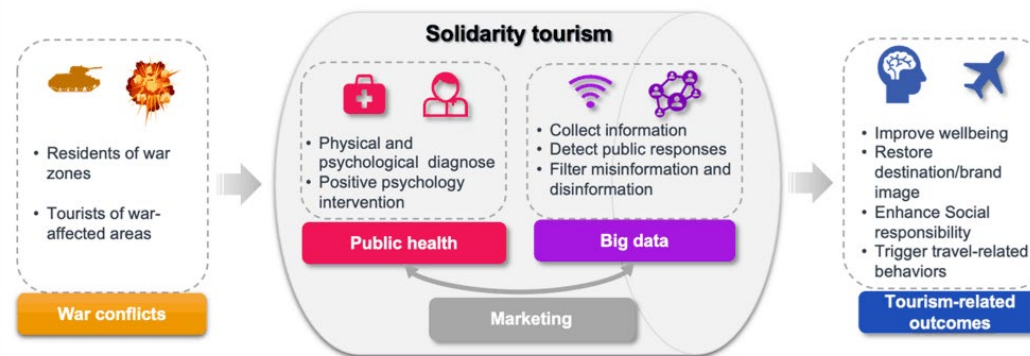 Solidarity tourism
• Residents of war
zones
• Tourists of war-
affected areas
War conflicts
• Physical and
psychological diagnose
• Positive psychology
intervention
Public health
• Collect information
• Detect public responses
• Filter misinformation and
disinformation
Big data
Marketing
• Improve wellbeing
• Restore
destination/brand
image
• Enhance Social
responsibility
• Trigger travel-related
behaviors
Tourism-related
outcomes